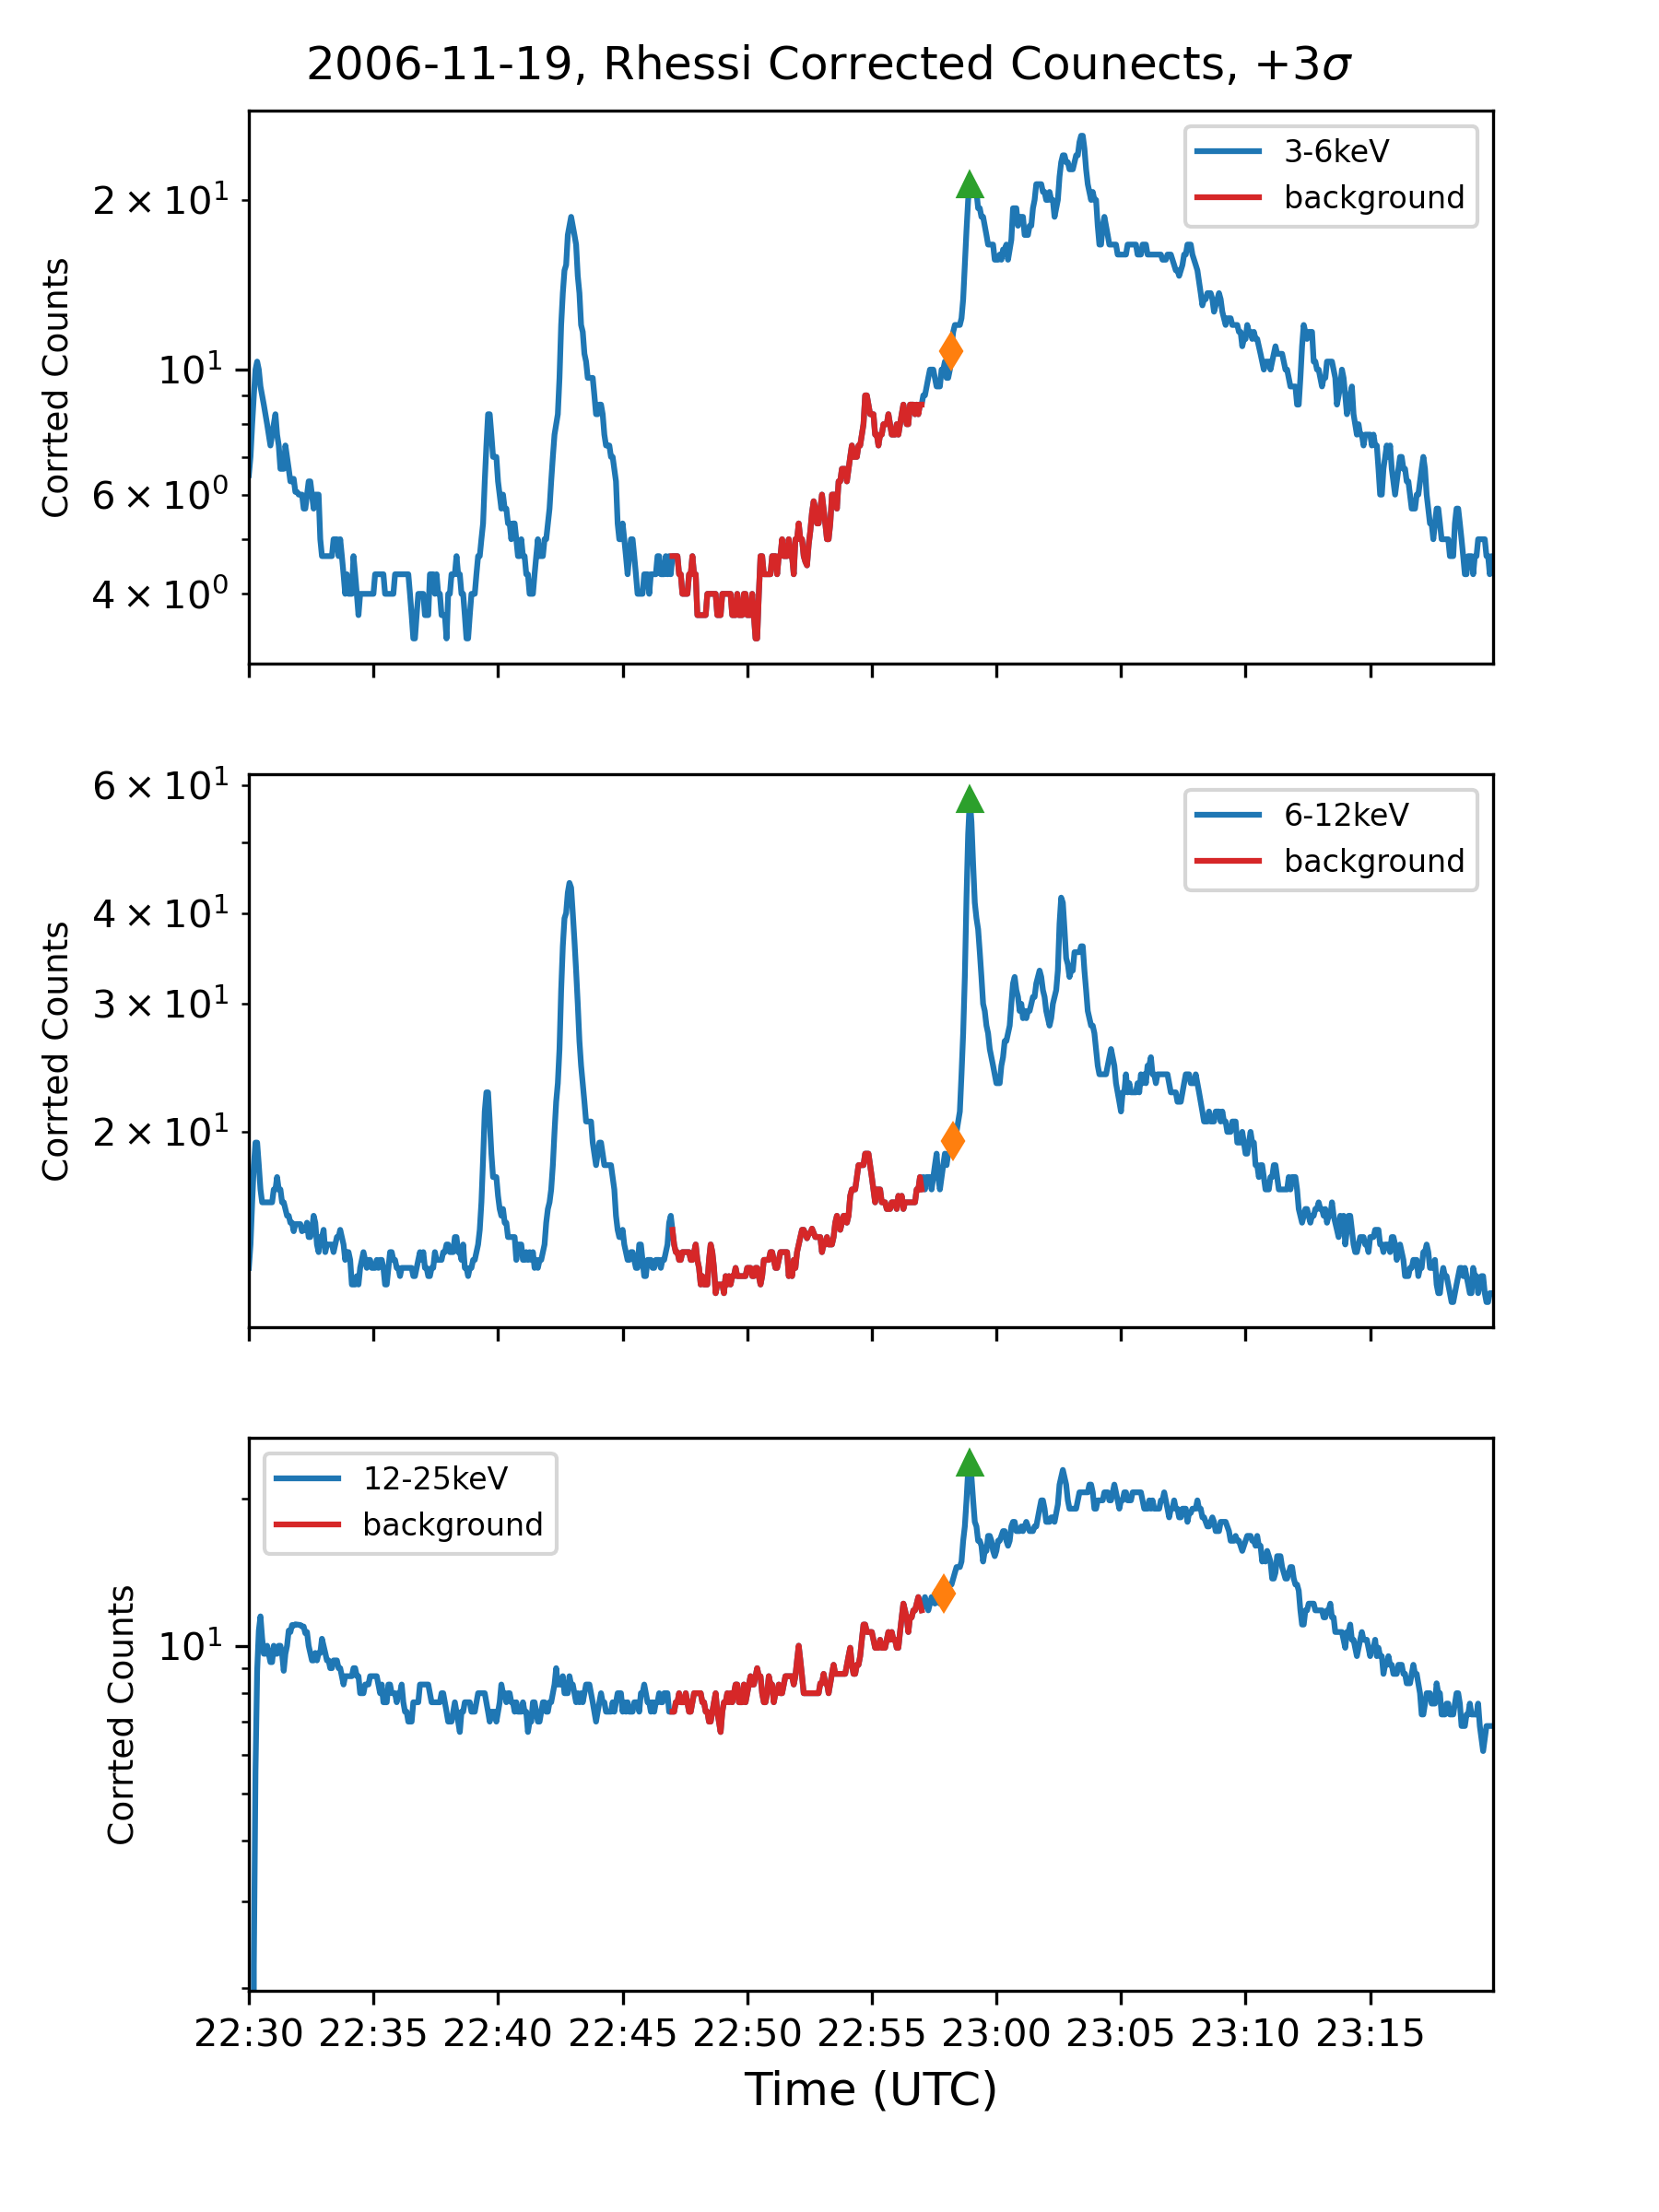 2006-11-19, Rhessi Corrected Counects, +3σ
3-6keV
background
2 × 10¹
10¹
6 × 10⁰
4 × 10⁰
Corrted Counts
6-12keV
background
6 × 10¹
4 × 10¹
3 × 10¹
2 × 10¹
Corrted Counts
12-25keV
background
10¹
Corrted Counts
22:30 22:35 22:40 22:45 22:50 22:55 23:00 23:05 23:10 23:15
Time (UTC)